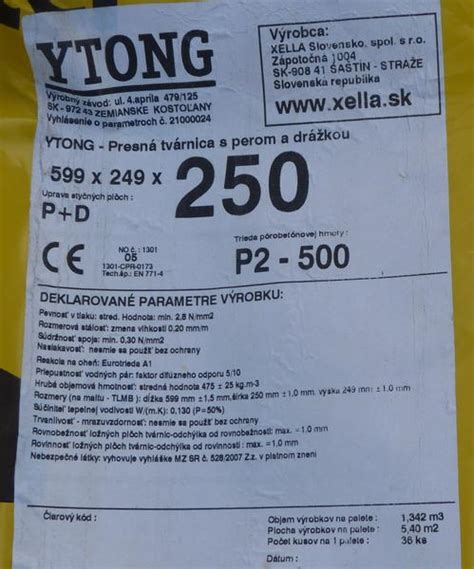 YTONG
Výrobný závod: ul. 4.apríla 479/125
SK - 972 43 ZEMIANSKE KOSTOĽANY
Vyhlásenie o parametroch č. 21000024
Výrobca:
XELLA Slovensko, spol. s r.o.
Zápotočná 1004
SK-908 41 ŠAŠTÍN - STRÁŽE
Slovenská republika
www.xella.sk
YTONG - Presná tvárnica s perom a drážkou
599 x 249 x 250
Úprava styčných plôch :
P+D
CE
NO č. : 1301
05
1301-CPR-0173
Tech.šp.: EN 771-4
Trieda pórobetónovej hmoty :
P2 - 500
DEKLAROVANÉ PARAMETRE VÝROBKU:
Pevnosť v tlaku: stred. Hodnota: min. 2,8 N/mm2
Rozmerová stálosť: zmena vlhkosti 0,20 mm/m
Súdržnosť spoja: min. 0,30 N/mm2
Nasiakavosť: nesmie sa použiť bez ochrany
Reakcia na oheň: Eurotrieda A1
Priepustnosť vodných pár: faktor difúzneho odporu 5/10
Hrubá objemová hmotnosť: stredná hodnota 475 ± 25 kg.m-3
Rozmery (na maltu - TLMB ): dĺžka 599 mm ±1,5 mm,šírka 250 mm ±1.0 mm, výška 249 mm ±1.0 mm
Súčiniteľ tepelnej vodivosti W/(m.K): 0,130 (P=50%)
Trvanlivosť - mrazuvzdornosť: nesmie sa použiť bez ochrany
Rovnobežnosť ložných plôch tvárnic-odchýlka od rovnobežnosti: max. =1.0 mm
Rovinnosť ložných plôch tvárnic-odchýlka od rovinnosti: max. =1,0 mm
Nebezpečné látky: vyhovuje vyhláške MZ SR č. 528/2007 Z.z. v platnom znení
Čiarový kód :
Objem výrobkov na palete : 1,342 m3
Plocha výrobkov na palete : 5,40 m2
Počet kusov na 1 palete : 36 ks
Dátum :